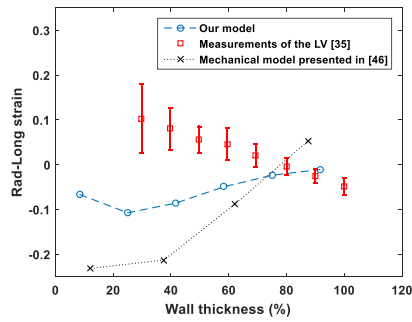 0.3
0.2
0.1
0
-0.1
-0.2
Rad-Long strain
Our model
Measurements of the LV [35]
Mechanical model presented in [46]
0 20 40 60 80 100 120
Wall thickness (%)